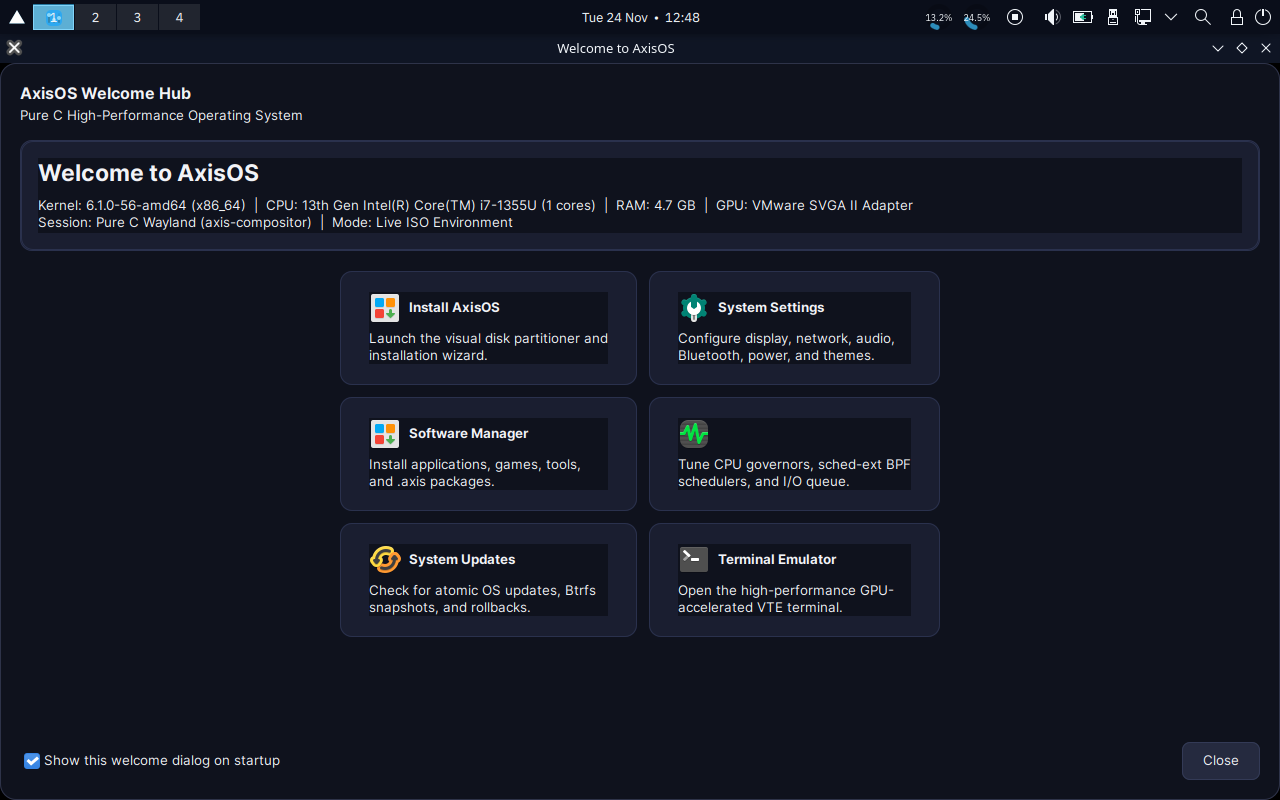 2 3 4 Tue 24 Nov • 12:48 13.2% 24.5%
Welcome to AxisOS
AxisOS Welcome Hub
Pure C High-Performance Operating System
Welcome to AxisOS
Kernel: 6.1.0-56-amd64 (x86_64) | CPU: 13th Gen Intel(R) Core(TM) i7-1355U (1 cores) | RAM: 4.7 GB | GPU: VMware SVGA II Adapter
Session: Pure C Wayland (axis-compositor) | Mode: Live ISO Environment
Install AxisOS
Launch the visual disk partitioner and
installation wizard.
System Settings
Configure display, network, audio,
Bluetooth, power, and themes.
Software Manager
Install applications, games, tools,
and .axis packages.
Tune CPU governors, sched-ext BPF
schedulers, and I/O queue.
System Updates
Check for atomic OS updates, Btrfs
snapshots, and rollbacks.
Terminal Emulator
Open the high-performance GPU-
accelerated VTE terminal.
Show this welcome dialog on startup
Close